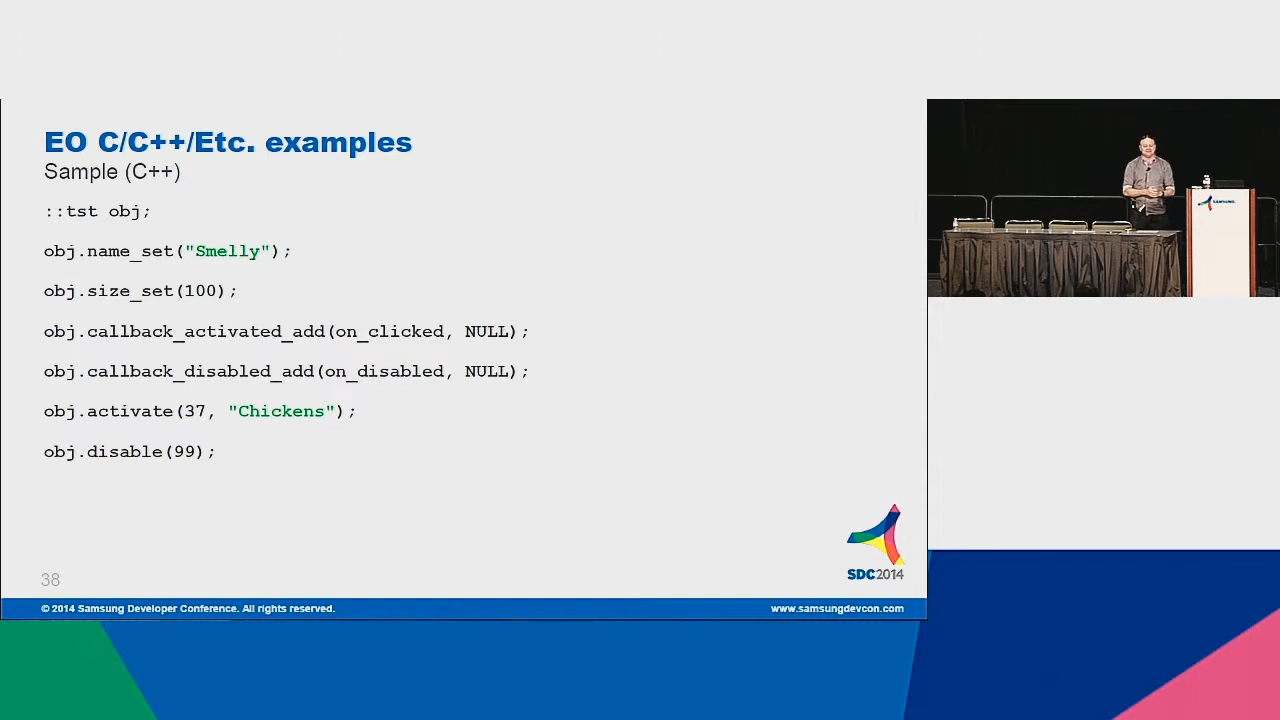 EO C/C++/Etc. examples
Sample (C++)
::tst obj;
obj.name_set("Smelly");
obj.size_set(100);
obj.callback_activated_add(on_clicked, NULL);
obj.callback_disabled_add(on_disabled, NULL);
obj.activate(37, "Chickens");
obj.disable(99);
SDC2014
38
© 2014 Samsung Developer Conference. All rights reserved.
www.samsungdevcon.com
SAMSUNG